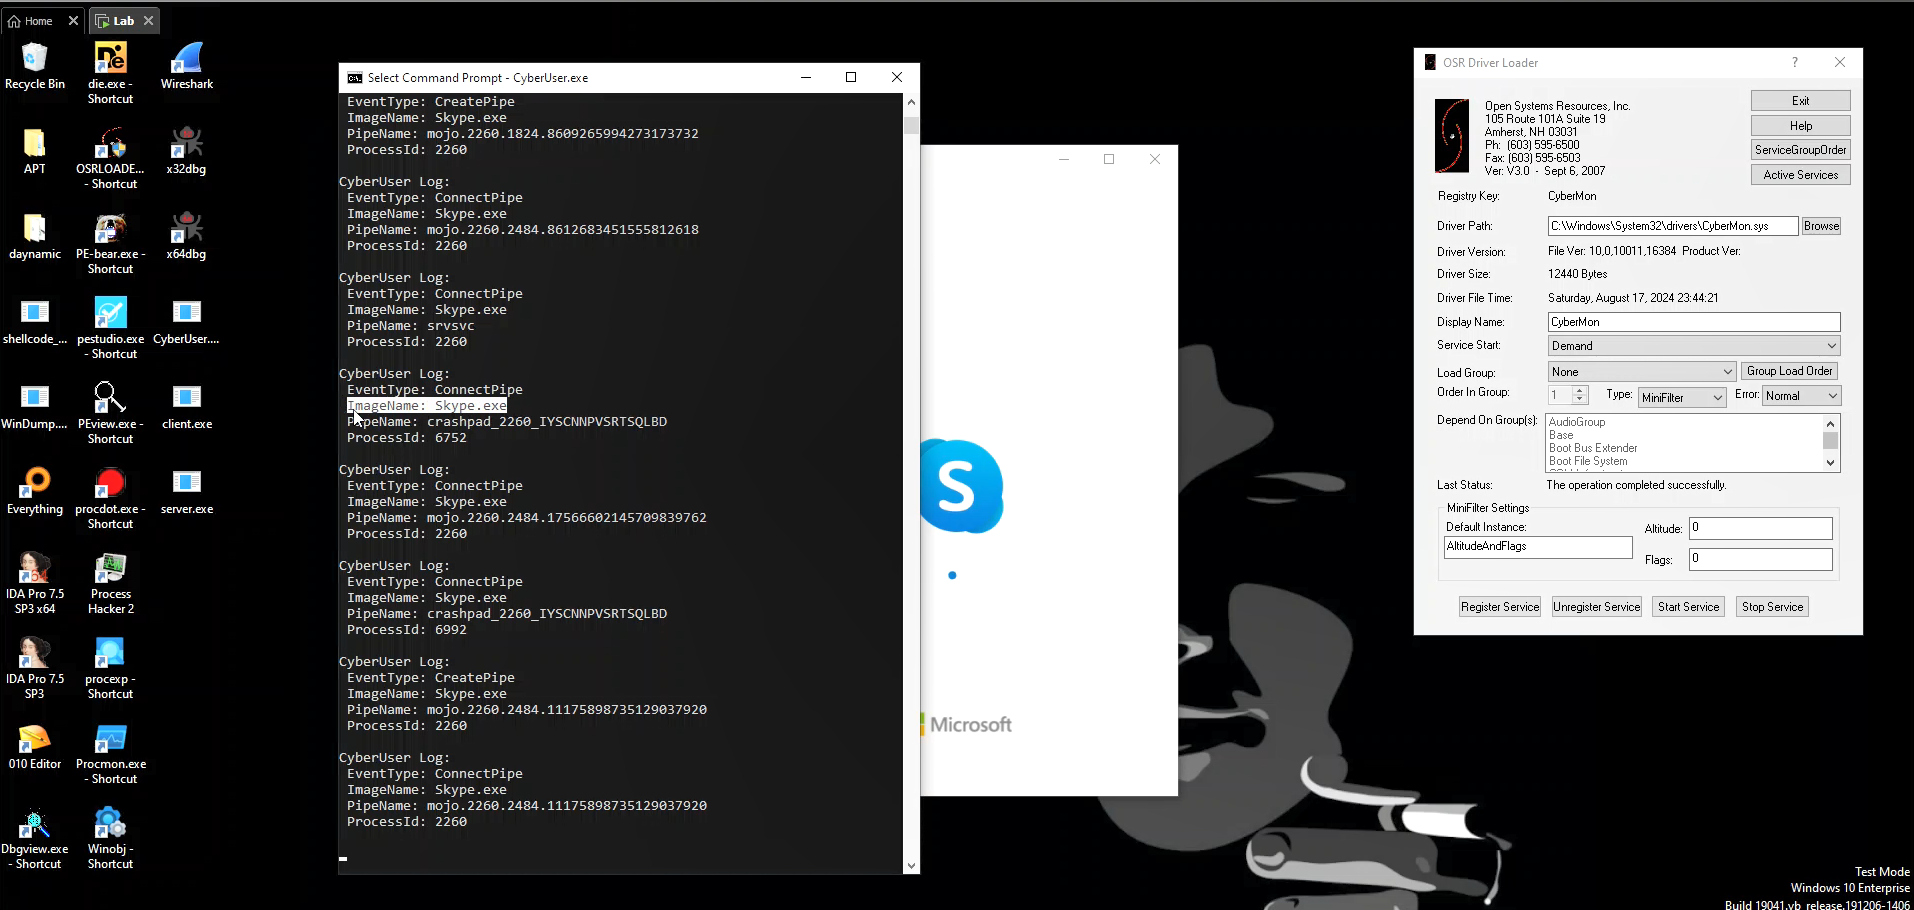 Home
Lab
Recycle Bin
die.exe -
Shortcut
Wireshark
APT
OSRLOADE...
- Shortcut
x32dbg
daynamic
PE-bear.exe -
Shortcut
x64dbg
shellcode_...
pestudio.exe
- Shortcut
CyberUser....
WinDump....
PEview.exe -
Shortcut
client.exe
Everything
procdot.exe -
Shortcut
server.exe
64
IDA Pro 7.5
SP3 x64
Process
Hacker 2
IDA Pro 7.5
SP3
procexp -
Shortcut
010 Editor
Procmon.exe
- Shortcut
Dbgview.exe
- Shortcut
Winobj -
Shortcut
Select Command Prompt - CyberUser.exe
EventType: CreatePipe
ImageName: Skype.exe
PipeName: mojo.2260.1824.8609265994273173732
ProcessId: 2260
CyberUser Log:
EventType: ConnectPipe
ImageName: Skype.exe
PipeName: mojo.2260.2484.8612683451555812618
ProcessId: 2260
CyberUser Log:
EventType: ConnectPipe
ImageName: Skype.exe
PipeName: srvsvc
ProcessId: 2260
CyberUser Log:
EventType: ConnectPipe
ImageName: Skype.exe
PipeName: crashpad_2260_IYSCNNPVSRTSQLBD
ProcessId: 6752
CyberUser Log:
EventType: ConnectPipe
ImageName: Skype.exe
PipeName: mojo.2260.2484.17566602145709839762
ProcessId: 2260
CyberUser Log:
EventType: ConnectPipe
ImageName: Skype.exe
PipeName: crashpad_2260_IYSCNNPVSRTSQLBD
ProcessId: 6992
CyberUser Log:
EventType: CreatePipe
ImageName: Skype.exe
PipeName: mojo.2260.2484.11175898735129037920
ProcessId: 2260
CyberUser Log:
EventType: ConnectPipe
ImageName: Skype.exe
PipeName: mojo.2260.2484.11175898735129037920
ProcessId: 2260
S
Microsoft
OSR Driver Loader
Open Systems Resources, Inc.
105 Route 101A Suite 19
Amherst, NH 03031
Ph: (603) 595-6500
Fax: (603) 595-6503
Ver: V3.0 - Sept 6, 2007
Exit
Help
ServiceGroupOrder
Active Services
Registry Key: CyberMon
Driver Path: C:\Windows\System32\drivers\CyberMon.sys Browse
Driver Version: File Ver: 10,0,10011,16384 Product Ver:
Driver Size: 12440 Bytes
Driver File Time: Saturday, August 17, 2024 23:44:21
Display Name: CyberMon
Service Start: Demand
Load Group: None Group Load Order
Order In Group: 1 Type: MiniFilter Error: Normal
Depend On Group(s): AudioGroup
Base
Boot Bus Extender
Boot File System
Last Status: The operation completed successfully.
MiniFilter Settings
Default Instance:
AltitudeAndFlags
Altitude: 0
Flags: 0
Register Service Unregister Service Start Service Stop Service
Test Mode
Windows 10 Enterprise
Build 19041.vb_release.191206-1406